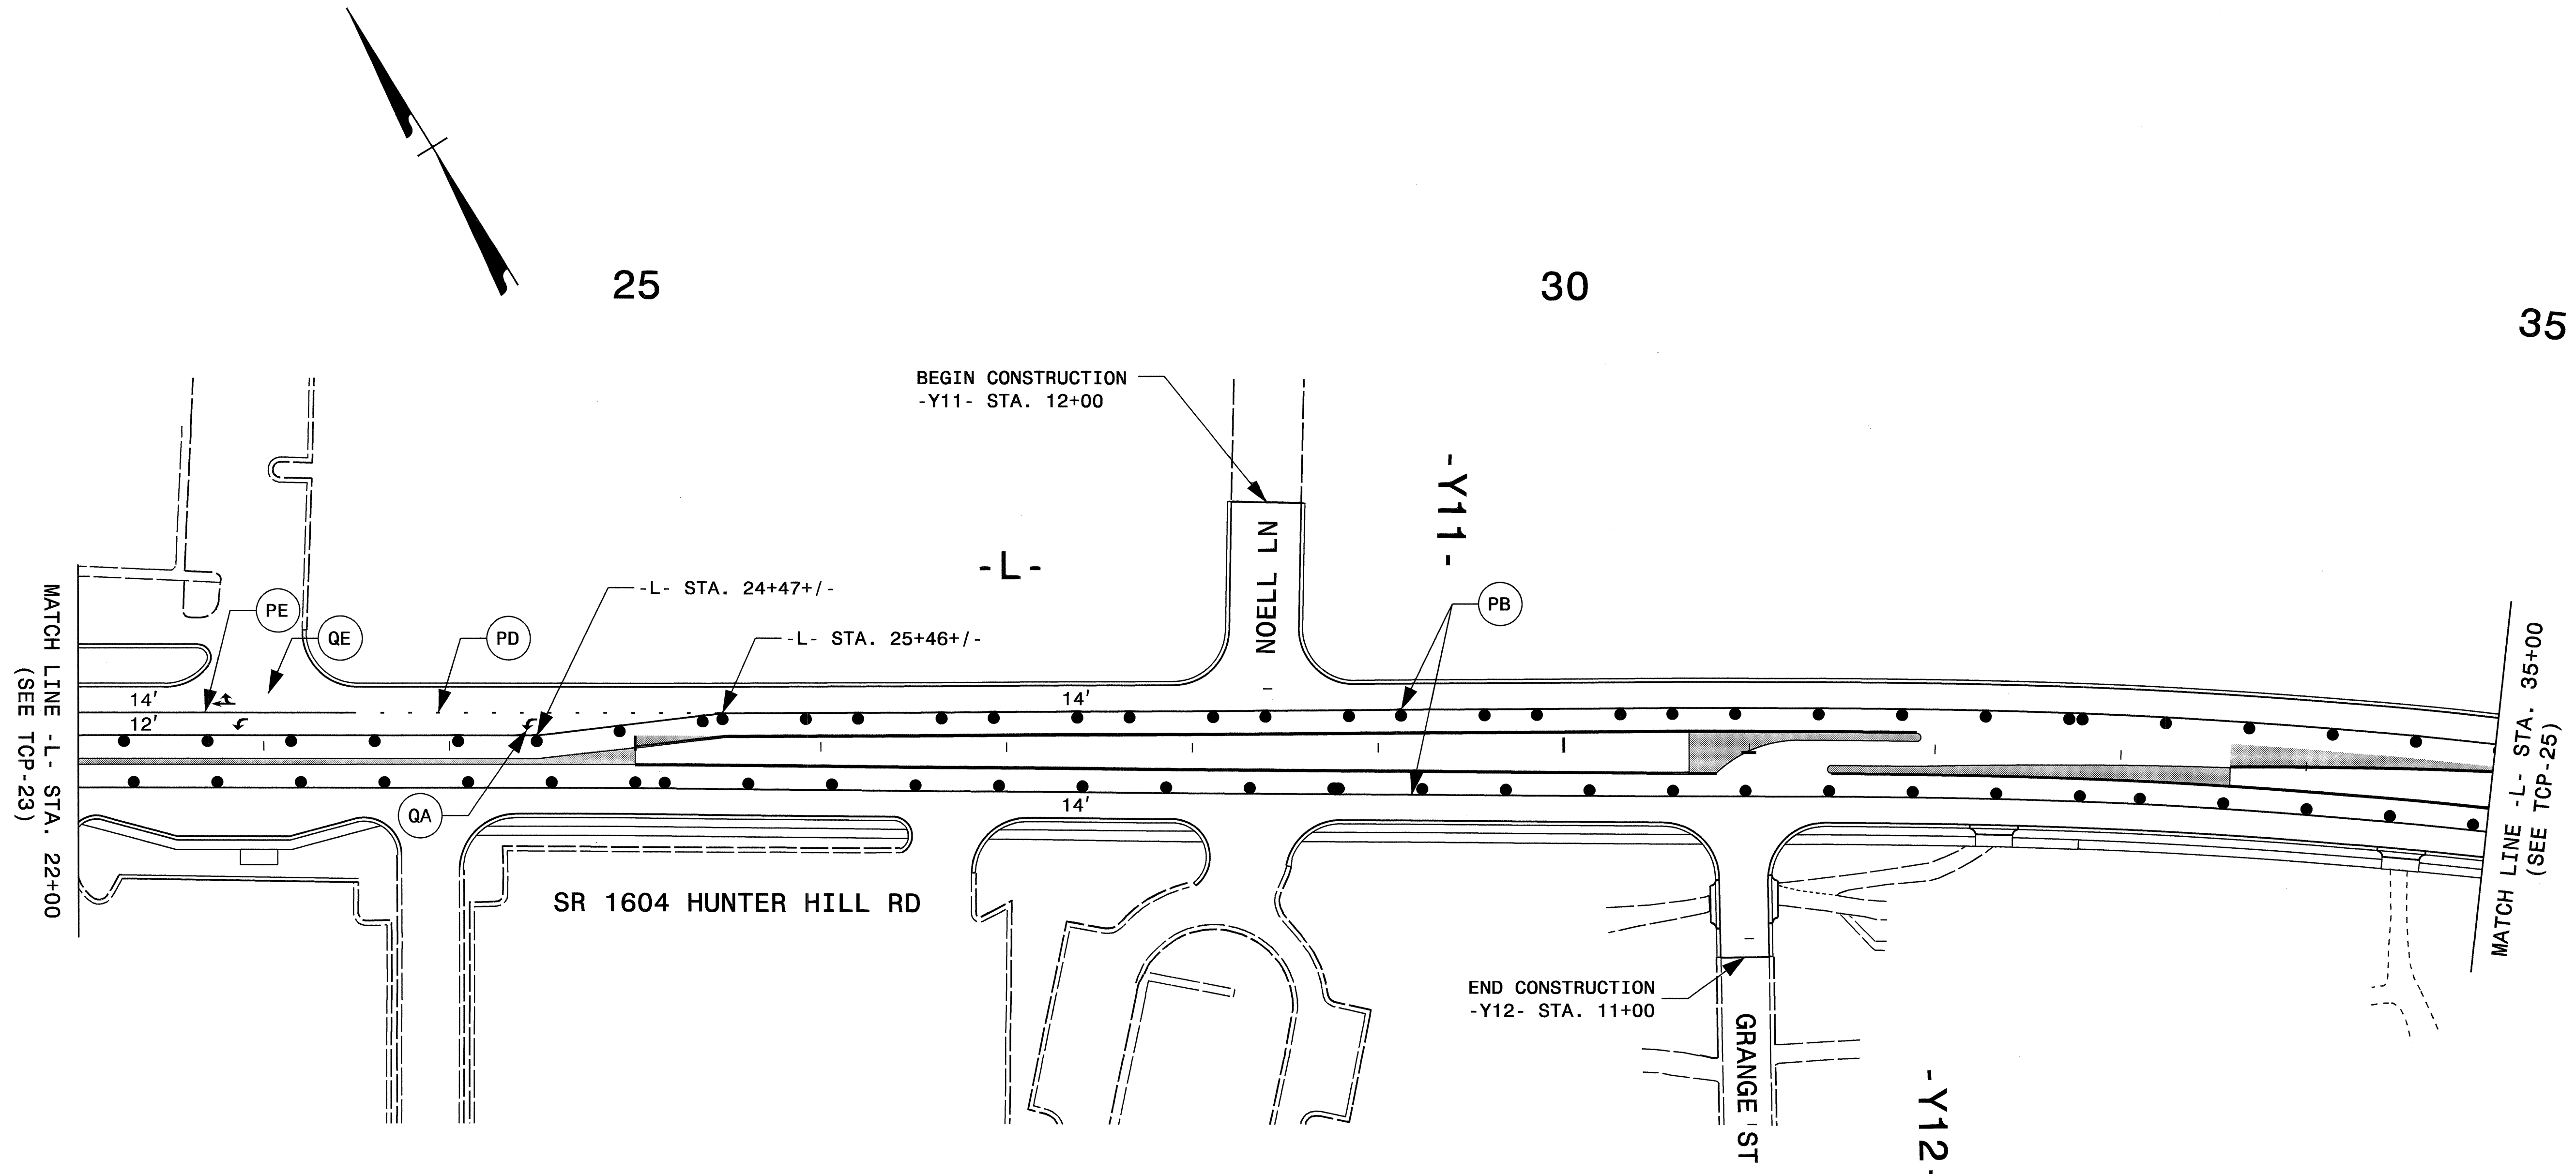 25
30
35
BEGIN CONSTRUCTION
-Y11- STA. 12+00
-Y11-
NOELL LN
-L-
-L- STA. 24+47+/-
-L- STA. 25+46+/-
PE
QE
PD
PB
MATCH LINE -L- STA. 22+00
(SEE TCP-23)
14'
12'
14'
QA
14'
MATCH LINE -L- STA. 35+00
(SEE TCP-25)
SR 1604 HUNTER HILL RD
END CONSTRUCTION
-Y12- STA. 11+00
GRANGE ST
-Y12-